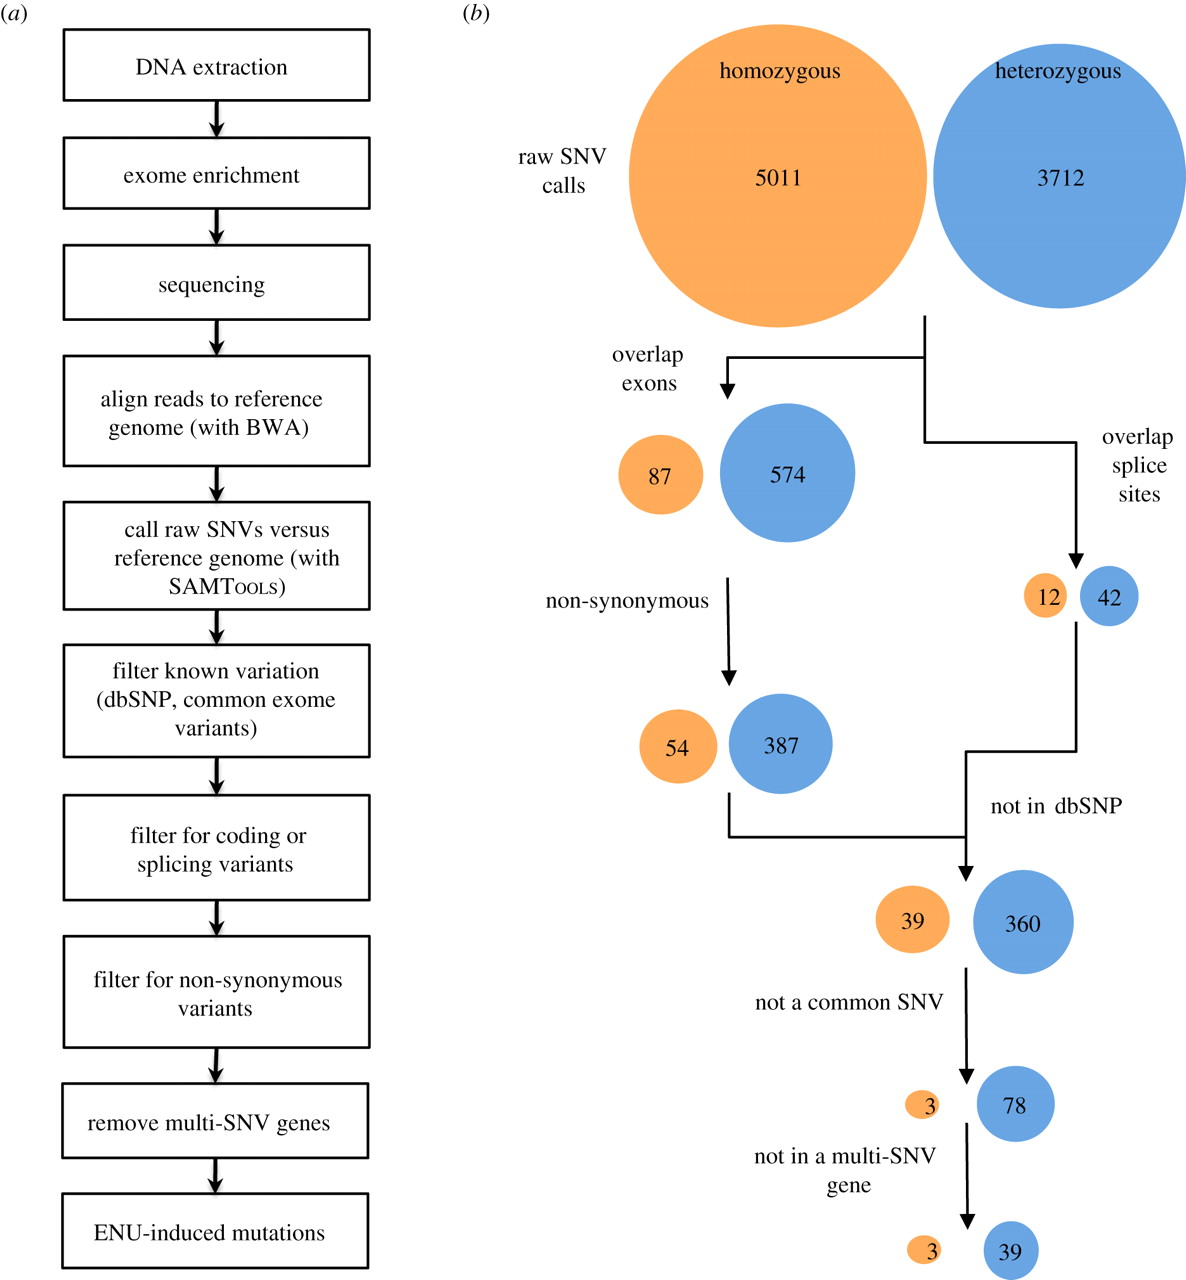 (a)
DNA extraction
exome enrichment
sequencing
align reads to reference
genome (with BWA)
call raw SNVs versus
reference genome (with
SAMTOOLS)
filter known variation
(dbSNP, common exome
variants)
filter for coding or
splicing variants
filter for non-synonymous
variants
remove multi-SNV genes
ENU-induced mutations
(b)
homozygous
heterozygous
raw SNV
calls
5011
3712
overlap
exons
87
574
overlap
splice
sites
12
42
non-synonymous
54
387
not in dbSNP
39
360
not a common SNV
3
78
not in a multi-SNV
gene
3
39